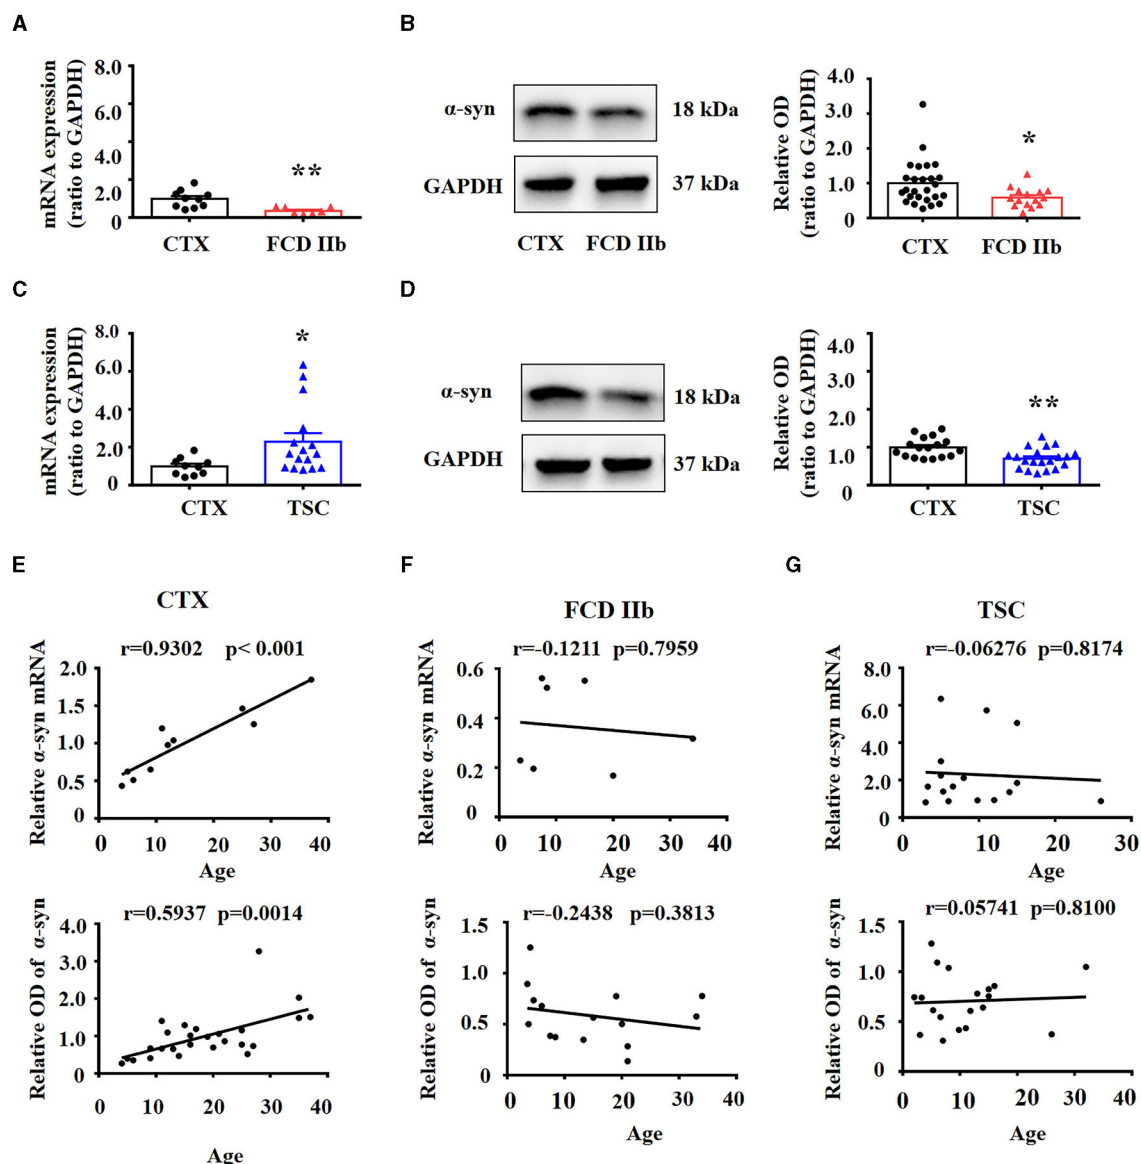 A
mRNA expression
(ratio to GAPDH)
8.0
6.0
4.0
2.0
0
**
CTX
FCD IIb
B
α-syn
18 kDa
GAPDH
37 kDa
CTX
FCD IIb
Relative OD
(ratio to GAPDH)
4.0
3.0
2.0
1.0
0
*
CTX
FCD IIb
C
mRNA expression
(ratio to GAPDH)
8.0
6.0
4.0
2.0
0
*
CTX
TSC
D
α-syn
18 kDa
GAPDH
37 kDa
Relative OD
(ratio to GAPDH)
4.0
3.0
2.0
1.0
0
**
CTX
TSC
E
CTX
r=0.9302 p< 0.001
Relative α-syn mRNA
2.0
1.5
1.0
0.5
0
0 10 20 30 40
Age
r=0.5937 p=0.0014
Relative OD of α-syn
4.0
3.0
2.0
1.0
0
0 10 20 30 40
Age
F
FCD IIb
r=-0.1211 p=0.7959
Relative α-syn mRNA
0.6
0.4
0.2
0
0 10 20 30 40
Age
r=-0.2438 p=0.3813
Relative OD of α-syn
1.5
1.0
0.5
0
0 10 20 30 40
Age
G
TSC
r=-0.06276 p=0.8174
Relative α-syn mRNA
8.0
6.0
4.0
2.0
0
0 10 20 30
Age
r=0.05741 p=0.8100
Relative OD of α-syn
1.5
1.0
0.5
0
0 10 20 30 40
Age